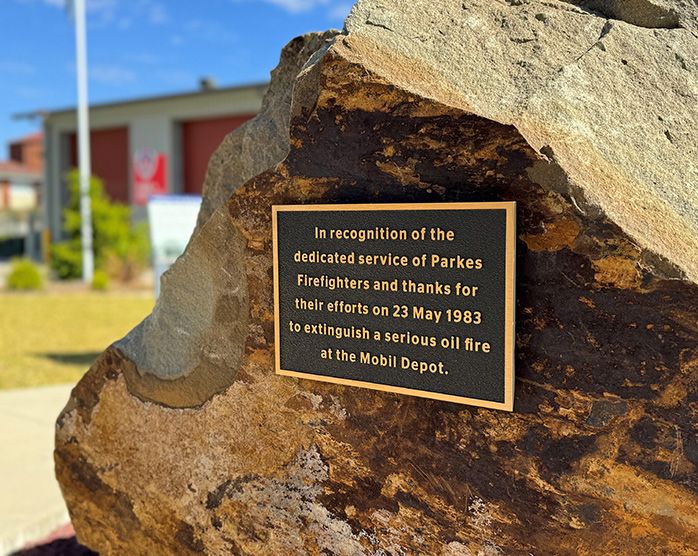 In recognition of the
dedicated service of Parkes
Firefighters and thanks for
their efforts on 23 May 1983
to extinguish a serious oil fire
at the Mobil Depot.